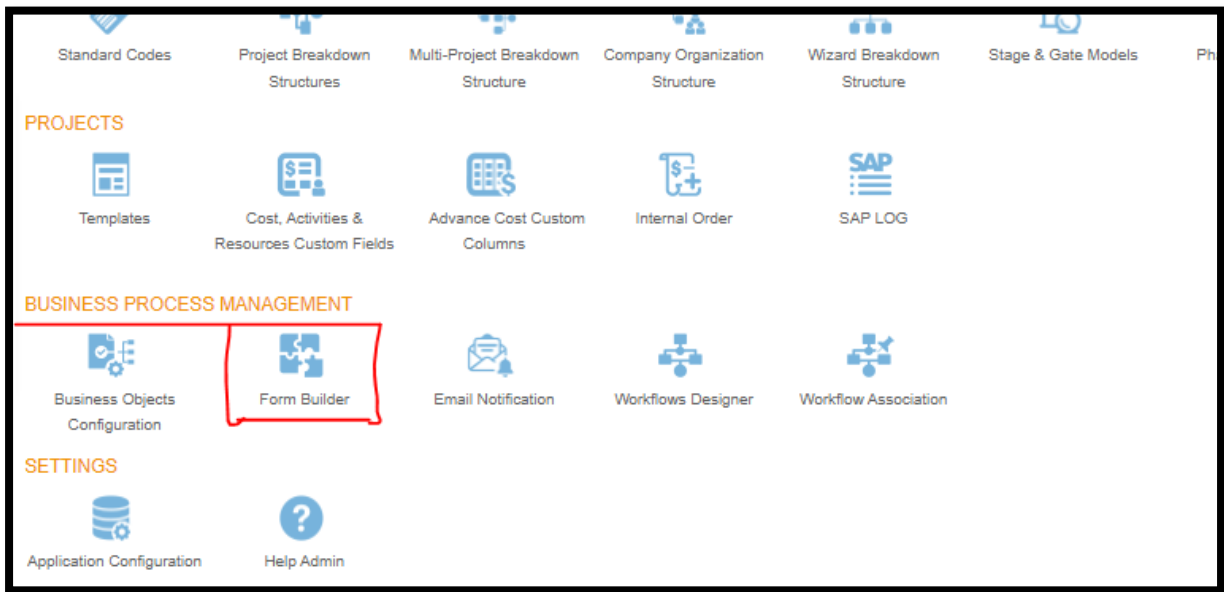 Standard Codes
Project Breakdown
Structures
Multi-Project Breakdown
Structure
Company Organization
Structure
Wizard Breakdown
Structure
Stage & Gate Models
Ph
PROJECTS
Templates
Cost, Activities &
Resources Custom Fields
Advance Cost Custom
Columns
Internal Order
SAP
SAP LOG
BUSINESS PROCESS MANAGEMENT
Business Objects
Configuration
Form Builder
Email Notification
Workflows Designer
Workflow Association
SETTINGS
Application Configuration
Help Admin